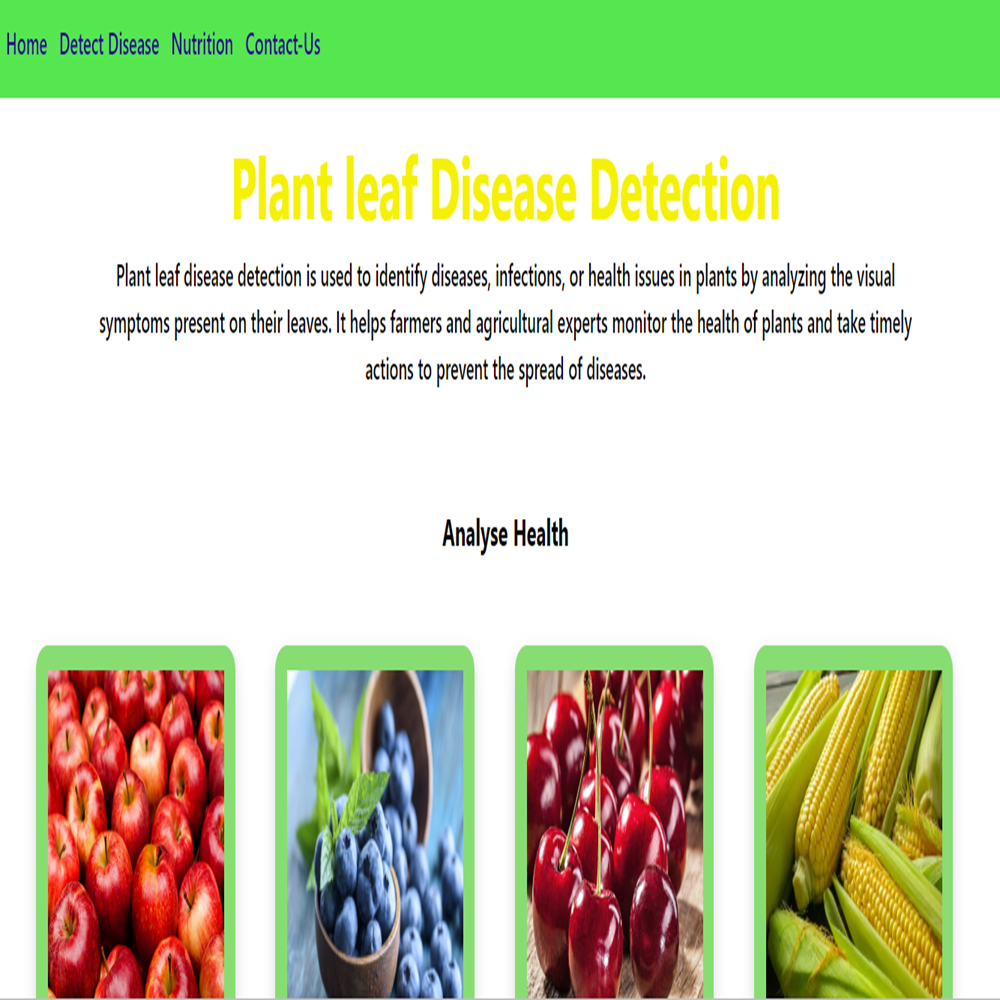 Home Detect Disease Nutrition Contact-Us
Plant leaf Disease Detection
Plant leaf disease detection is used to identify diseases, infections, or health issues in plants by analyzing the visual
symptoms present on their leaves. It helps farmers and agricultural experts monitor the health of plants and take timely
actions to prevent the spread of diseases.
Analyse Health